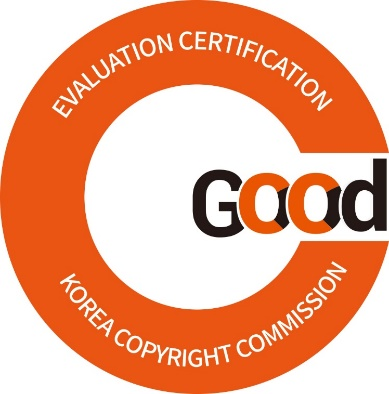 EVALUATION CERTIFICATION
Good
KOREA COPYRIGHT COMMISSION